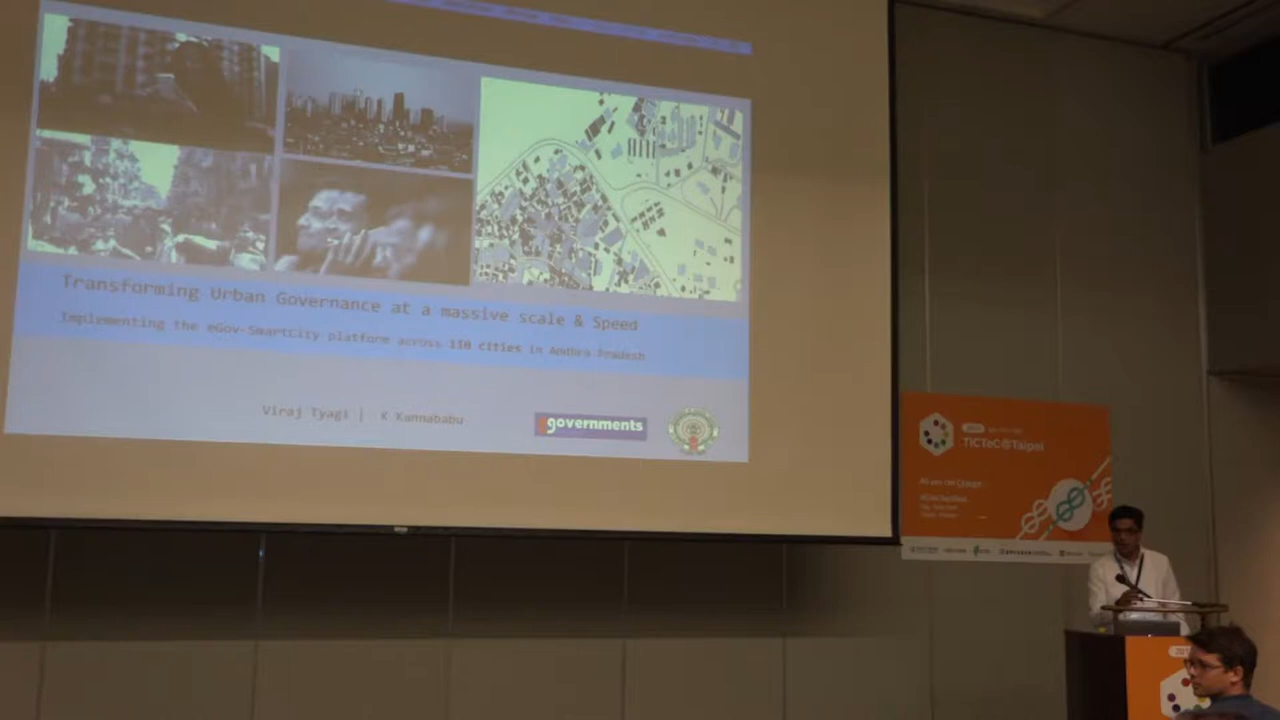 Transforming Urban Governance at a massive scale & Speed
Implementing the eGov-SmartCity platform across 110 cities in Andhra Pradesh
Viraj Tyagi | K Kannababu
egovernments
TICTeC@Taipei